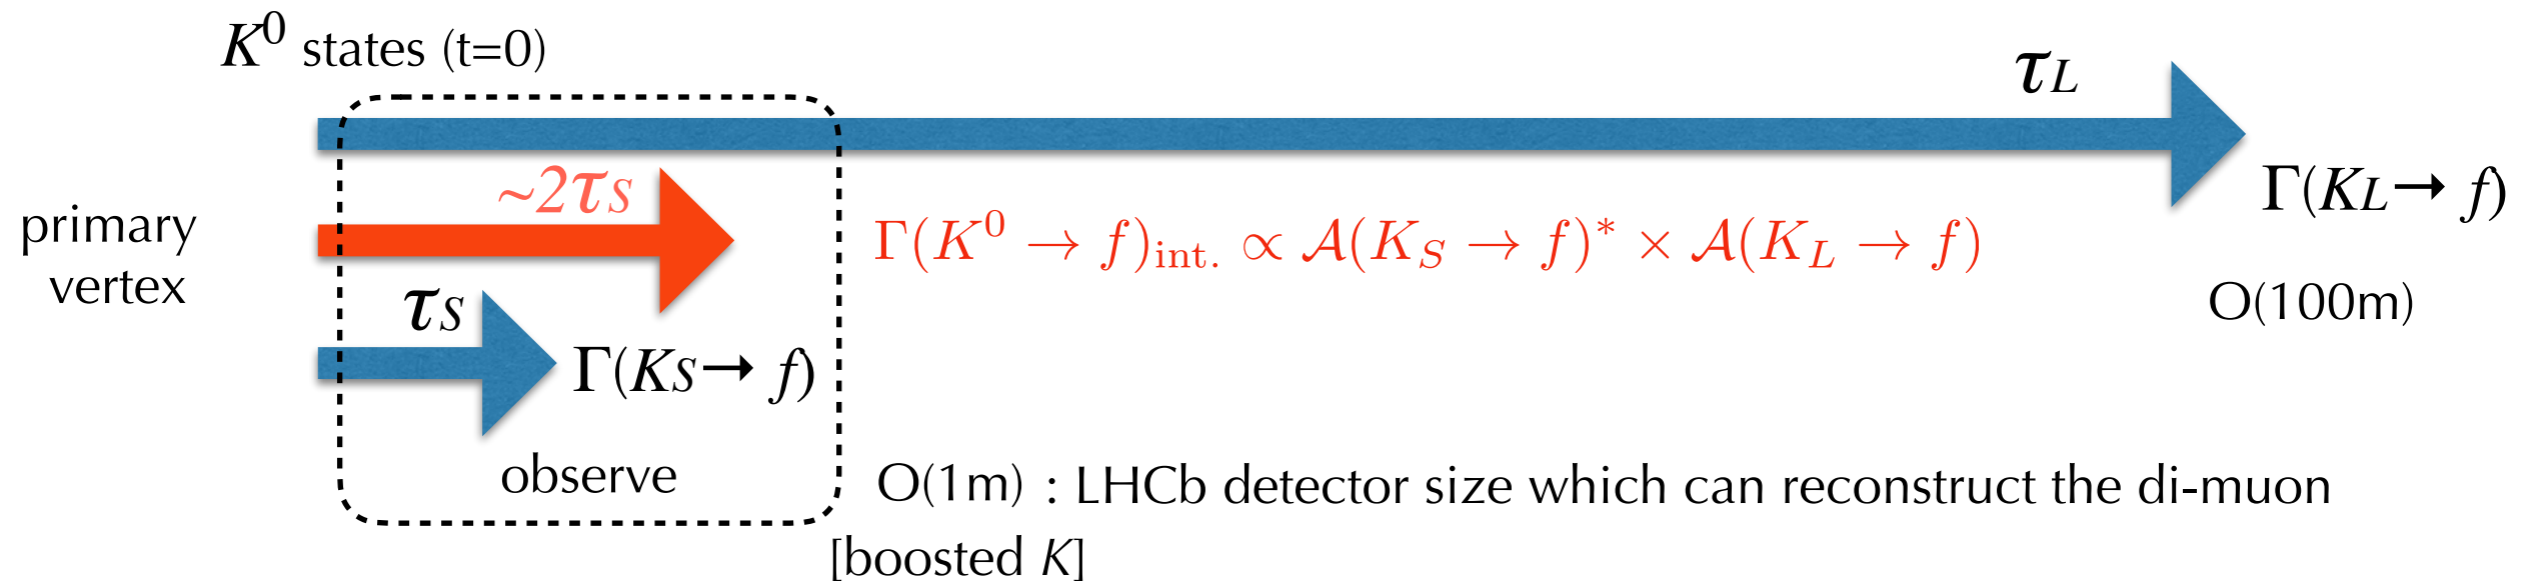 K⁰ states (t=0)
τL
~2τS
Γ(KL→ f)
primary
vertex
Γ(K⁰ → f)int. ∝ 𝒜(KS → f)* × 𝒜(KL → f)
τS
O(100m)
Γ(KS→ f)
observe
O(1m) : LHCb detector size which can reconstruct the di-muon
[boosted K]